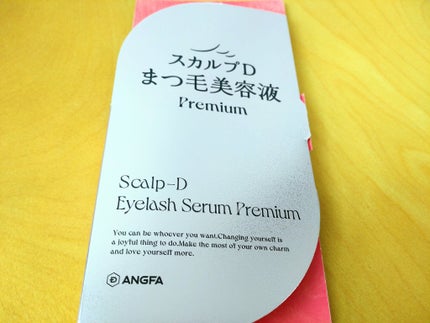 スカルプD
まつ毛美容液
Premium
Scalp-D
Eyelash Serum Premium
You can be whoever you want.Changing yourself is
a joyful thing to do.Make the most of your own charm
and love yourself more.
ANGFA